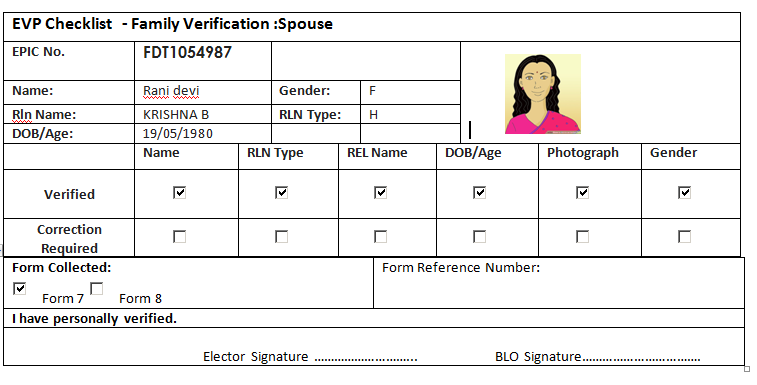 EVP Checklist - Family Verification :Spouse
EPIC No. FDT1054987
Name: Rani devi Gender: F
Rln Name: KRISHNA B RLN Type: H
DOB/Age: 19/05/1980
Name RLN Type REL Name DOB/Age Photograph Gender
Verified
Correction
Required
Form Collected: Form Reference Number:
Form 7 Form 8
I have personally verified.
Elector Signature ................................. BLO Signature......................................